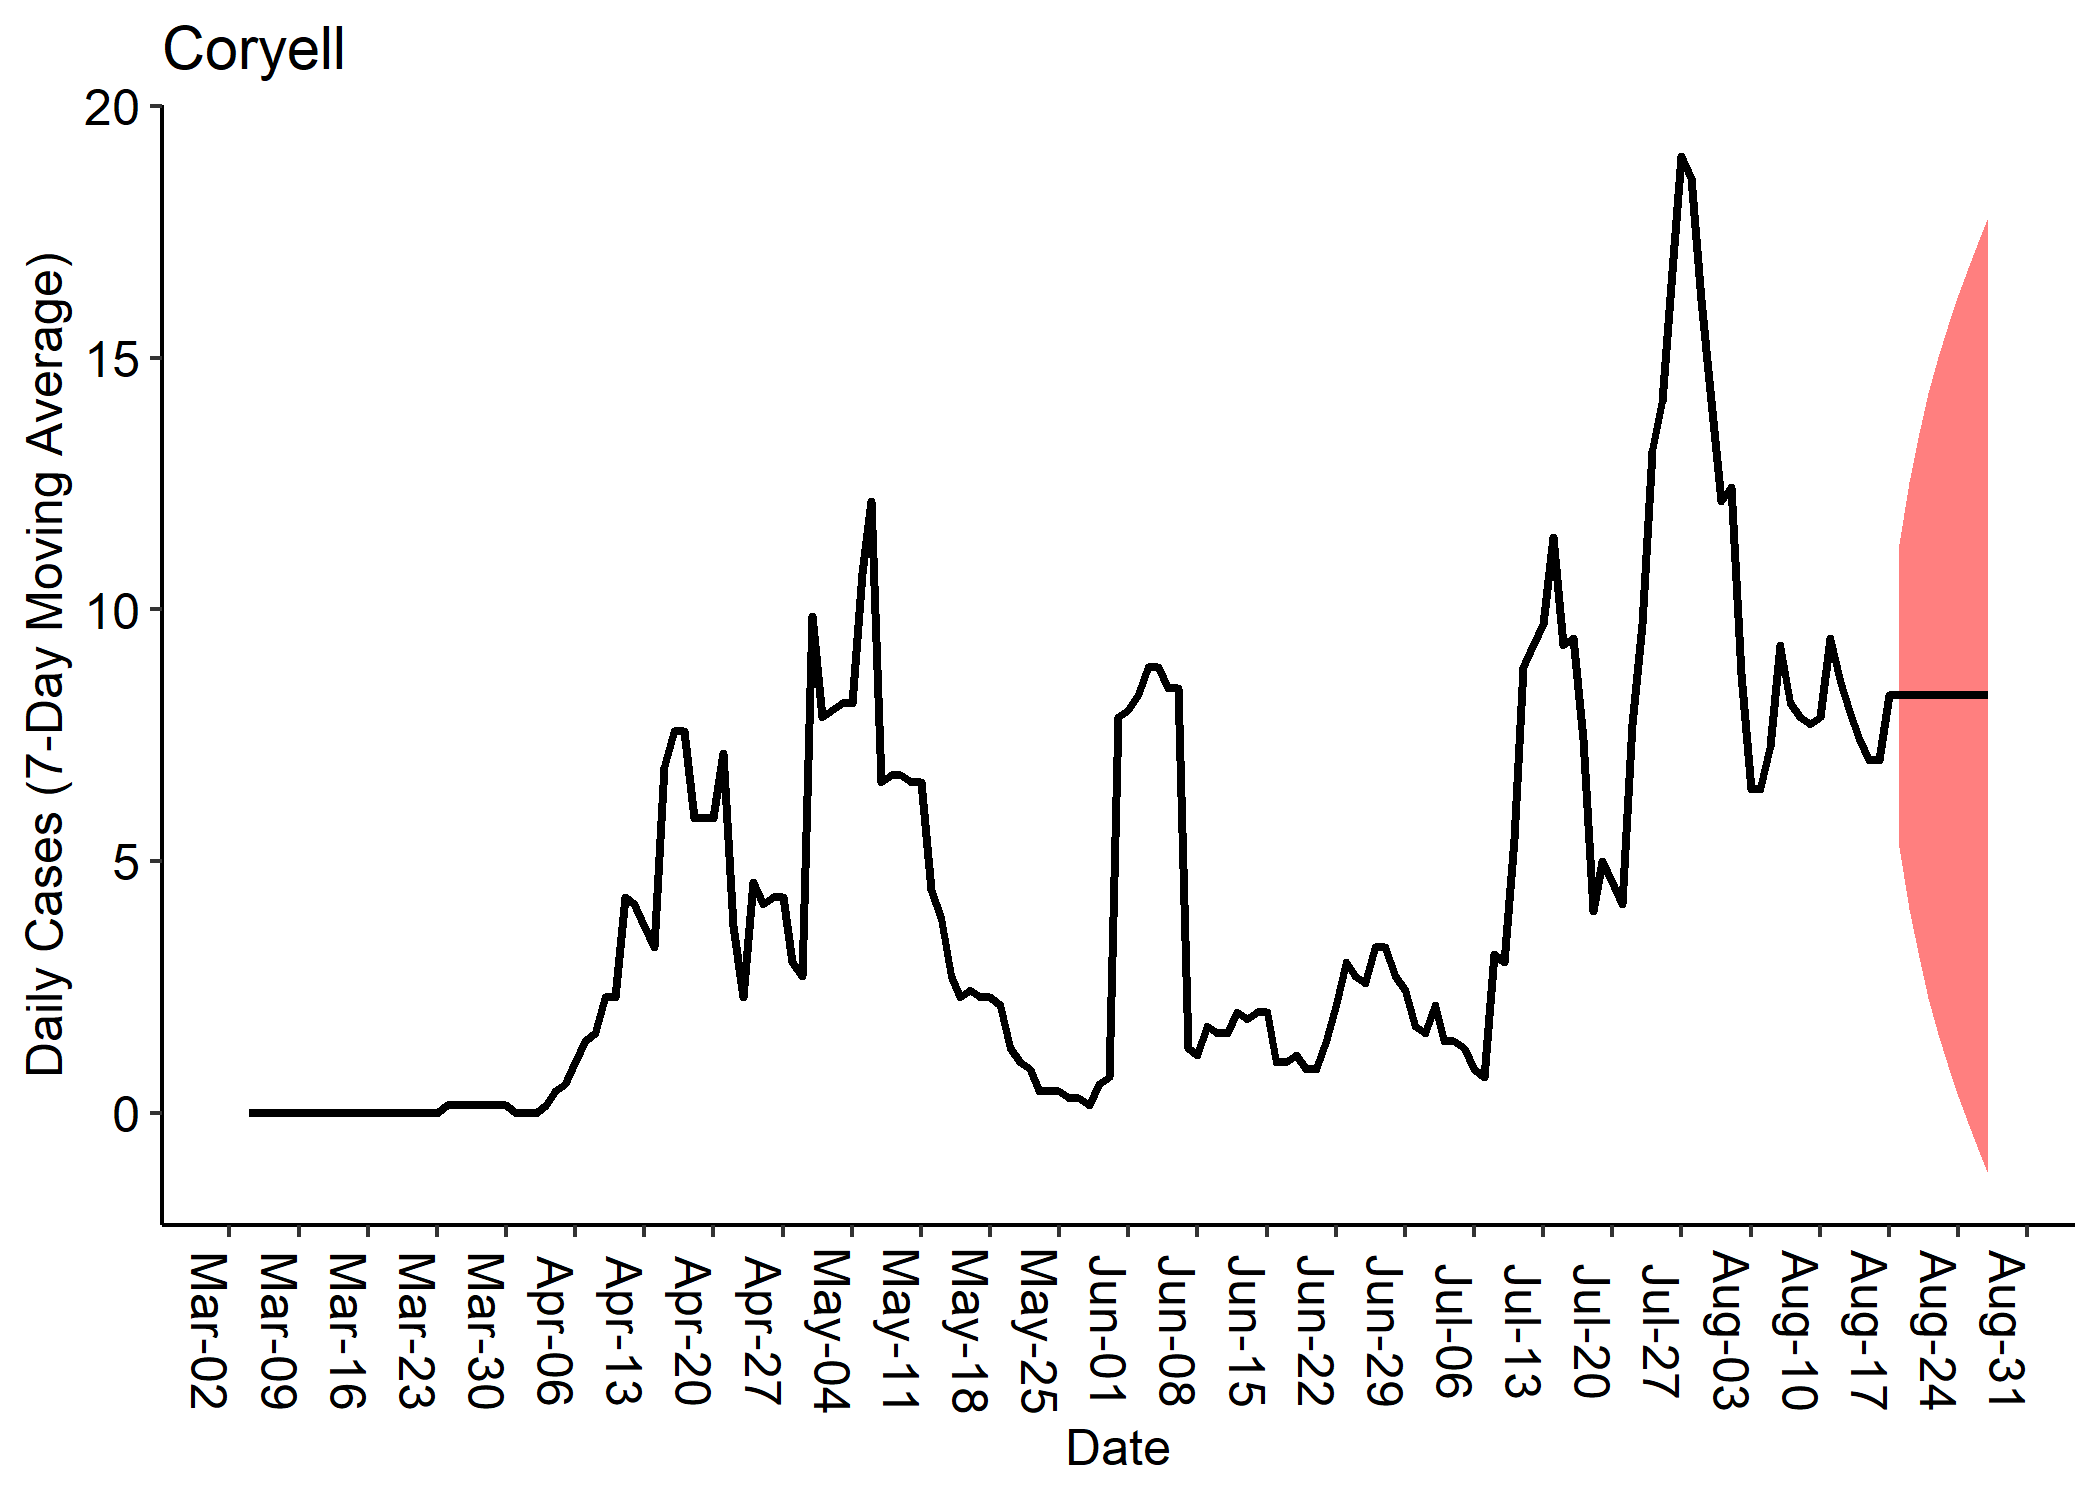 Coryell
Daily Cases (7-Day Moving Average)
20
15
10
5
0
Mar-02
Mar-09
Mar-16
Mar-23
Mar-30
Apr-06
Apr-13
Apr-20
Apr-27
May-04
May-11
May-18
May-25
Jun-01
Jun-08
Jun-15
Jun-22
Jun-29
Jul-06
Jul-13
Jul-20
Jul-27
Aug-03
Aug-10
Aug-17
Aug-24
Aug-31
Date